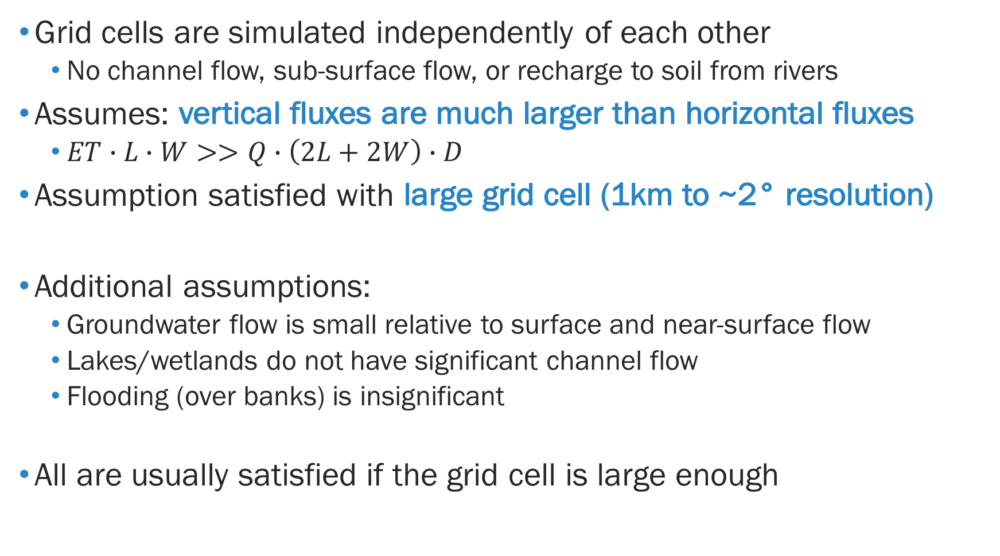 • Grid cells are simulated independently of each other
• No channel flow, sub-surface flow, or recharge to soil from rivers
• Assumes: vertical fluxes are much larger than horizontal fluxes
• 𝐸𝑇 · 𝐿 · 𝑊 >> 𝑄 · (2𝐿 + 2𝑊) · 𝐷
• Assumption satisfied with large grid cell (1km to ~2° resolution)
• Additional assumptions:
• Groundwater flow is small relative to surface and near-surface flow
• Lakes/wetlands do not have significant channel flow
• Flooding (over banks) is insignificant
• All are usually satisfied if the grid cell is large enough